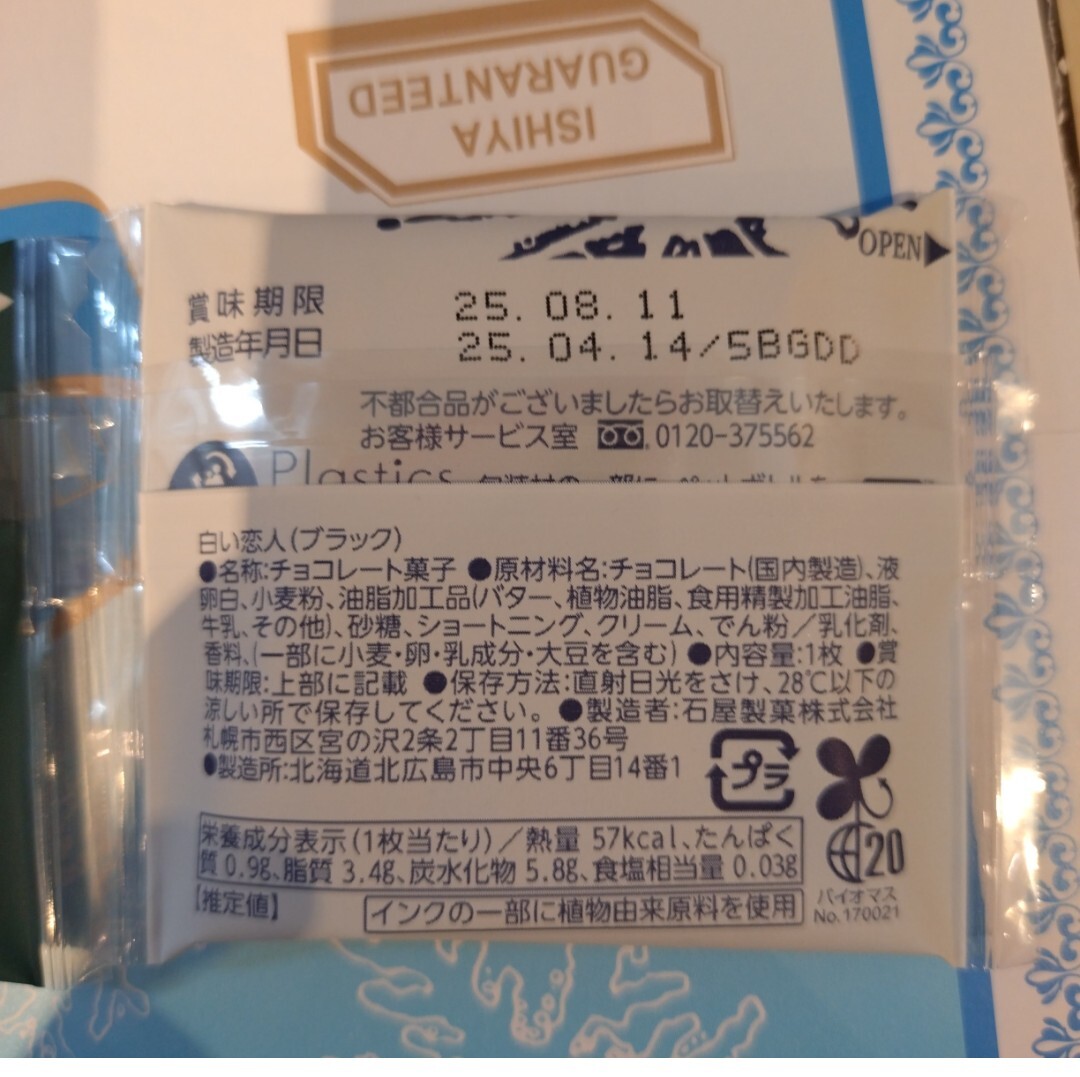 ISHIYA
GUARANTEED
OPEN
賞味期限 25.08.11
製造年月日 25.04.14/5BGDD
不都合品がございましたらお取替えいたします。
お客様サービス室 0120-375562
Plastics
白い恋人(ブラック)
●名称:チョコレート菓子 ●原材料名:チョコレート(国内製造)、液
卵白、小麦粉、油脂加工品(バター、植物油脂、食用精製加工油脂、
牛乳、その他)、砂糖、ショートニング、クリーム、でん粉/乳化剤、
香料、(一部に小麦・卵・乳成分・大豆を含む) ●内容量:1枚 ●賞
味期限:上部に記載 ●保存方法:直射日光をさけ、28℃以下の
涼しい所で保存してください。 ●製造者:石屋製菓株式会社
札幌市西区宮の沢2条2丁目11番36号
●製造所:北海道北広島市中央6丁目14番1
プラ
栄養成分表示(1枚当たり)/熱量 57kcal、たんぱく
質 0.9g、脂質 3.4g、炭水化物 5.8g、食塩相当量 0.03g
【推定値】
インクの一部に植物由来原料を使用
20
バイオマス
No.170021